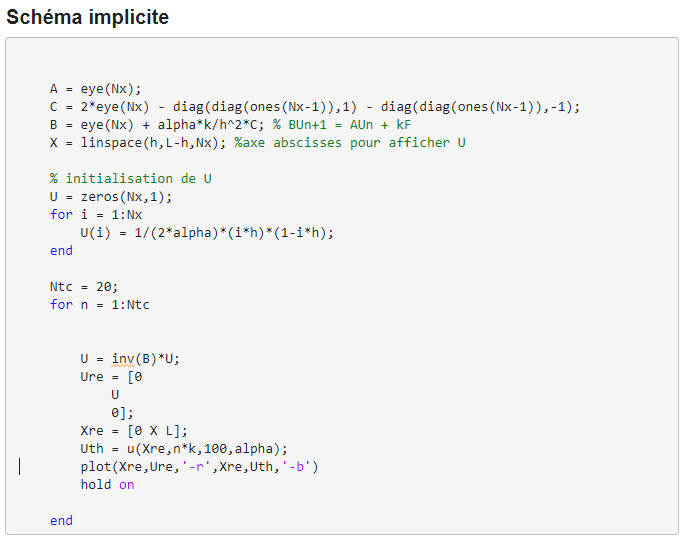 Schéma implicite
A = eye(Nx);
C = 2*eye(Nx) - diag(diag(ones(Nx-1)),1) - diag(diag(ones(Nx-1)),-1);
B = eye(Nx) + alpha*k/h^2*C; % BUn+1 = AUn + kF
X = linspace(h,L-h,Nx); %axe abscisses pour afficher U
% initialisation de U
U = zeros(Nx,1);
for i = 1:Nx
U(i) = 1/(2*alpha)*(i*h)*(1-i*h);
end
Ntc = 20;
for n = 1:Ntc
U = inv(B)*U;
Ure = [0
U
0];
Xre = [0 X L];
Uth = u(Xre,n*k,100,alpha);
plot(Xre,Ure,'-r',Xre,Uth,'-b')
hold on
end